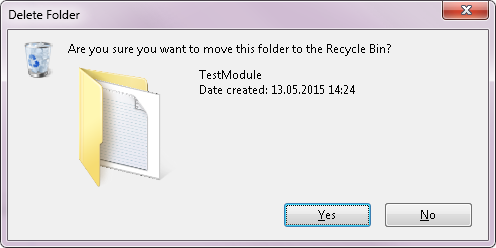 Delete Folder
Are you sure you want to move this folder to the Recycle Bin?
TestModule
Date created: 13.05.2015 14:24
Yes
No